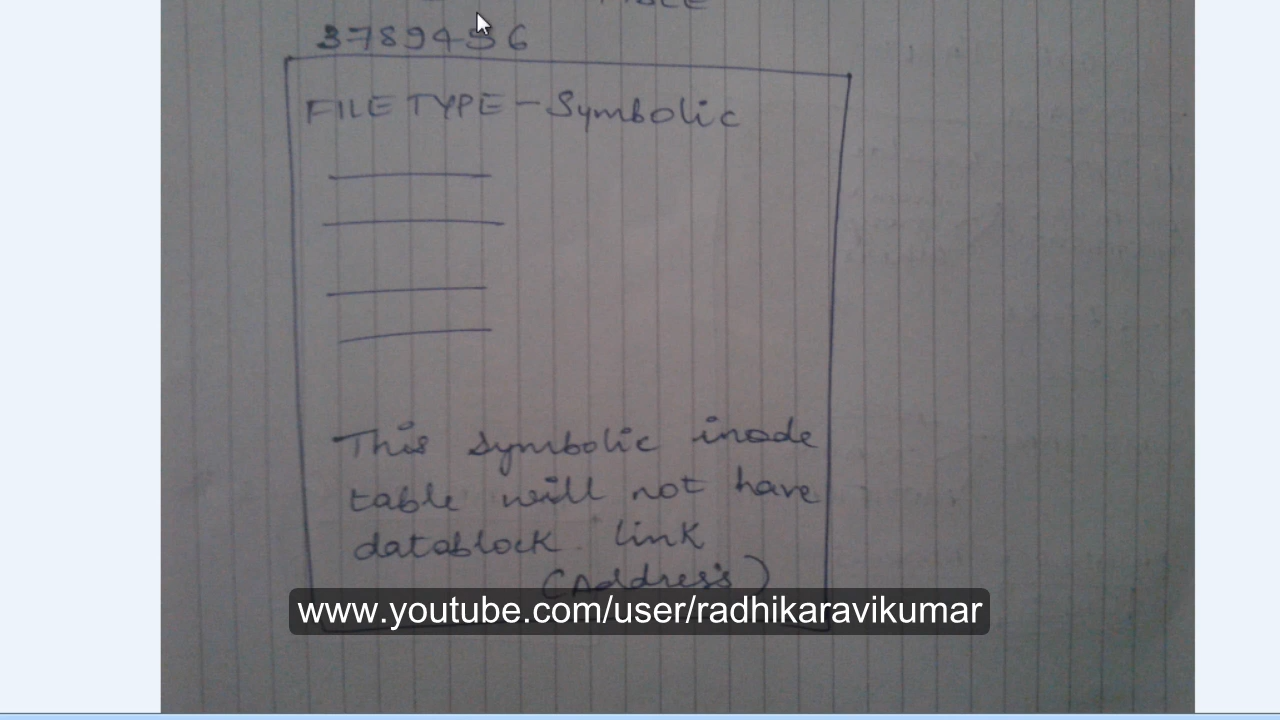 3789456
FILE TYPE - Symbolic
This Symbolic inode
table will not have
datablock link
(Address)
www.youtube.com/user/radhikaravikumar